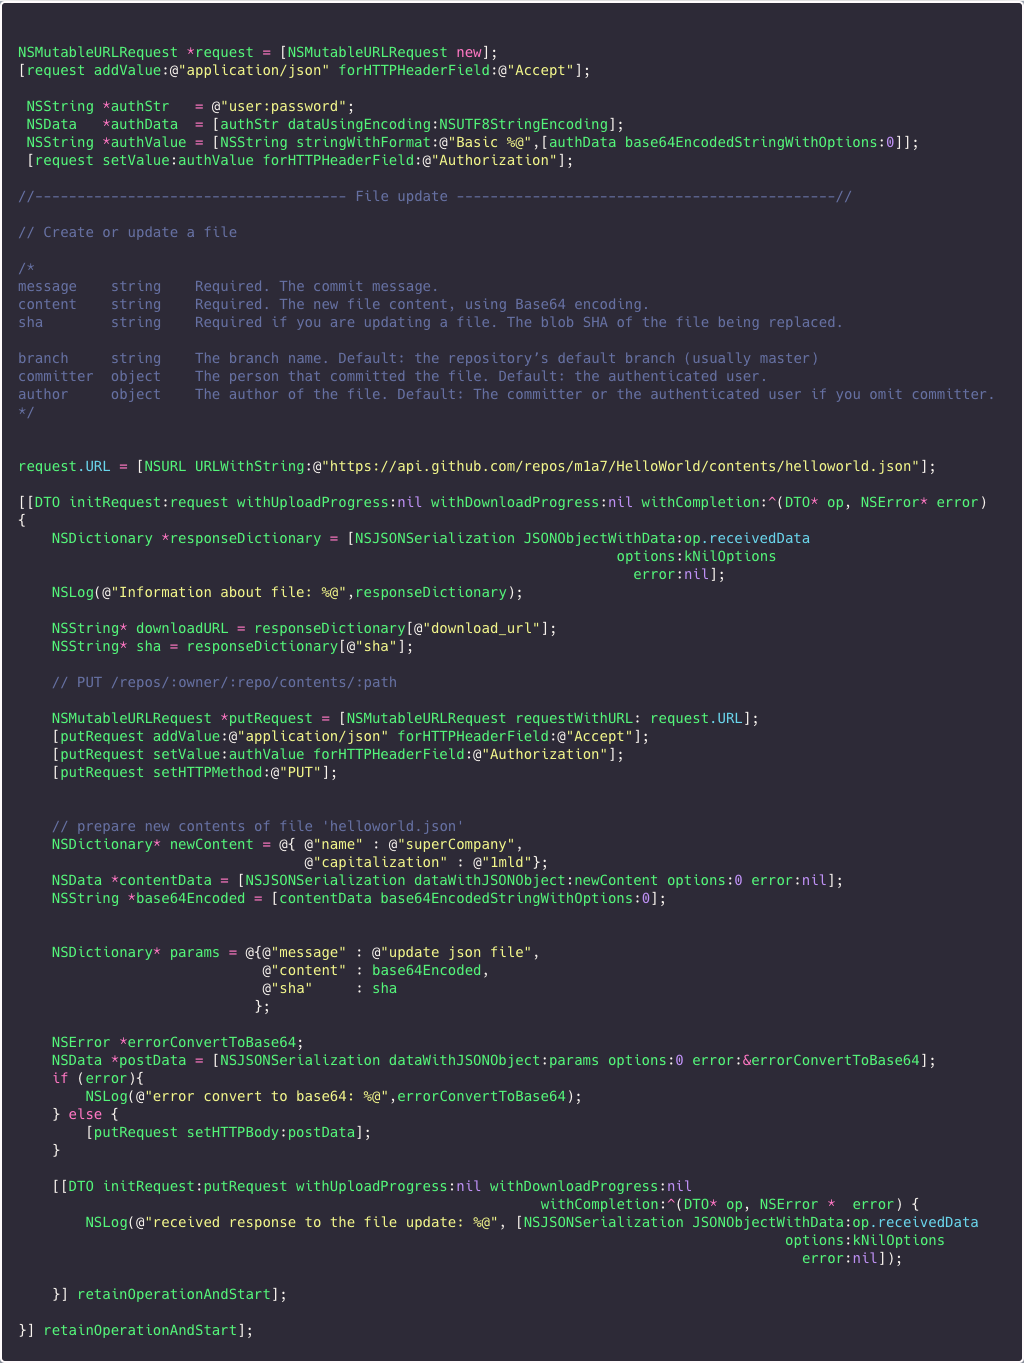 NSMutableURLRequest *request = [NSMutableURLRequest new];
[request addValue:@"application/json" forHTTPHeaderField:@"Accept"];
NSString *authStr   = @"user:password";
NSData   *authData  = [authStr dataUsingEncoding:NSUTF8StringEncoding];
NSString *authValue = [NSString stringWithFormat:@"Basic %@",[authData base64EncodedStringWithOptions:0]];
[request setValue:authValue forHTTPHeaderField:@"Authorization"];
//------------------------------------- File update ---------------------------------------------//
// Create or update a file
/*
message    string    Required. The commit message.
content    string    Required. The new file content, using Base64 encoding.
sha        string    Required if you are updating a file. The blob SHA of the file being replaced.
branch     string    The branch name. Default: the repository’s default branch (usually master)
committer  object    The person that committed the file. Default: the authenticated user.
author     object    The author of the file. Default: The committer or the authenticated user if you omit committer.
*/
request.URL = [NSURL URLWithString:@"https://api.github.com/repos/m1a7/HelloWorld/contents/helloworld.json"];
[[DTO initRequest:request withUploadProgress:nil withDownloadProgress:nil withCompletion:^(DTO* op, NSError* error)
{
    NSDictionary *responseDictionary = [NSJSONSerialization JSONObjectWithData:op.receivedData
                                                                       options:kNilOptions
                                                                         error:nil];
    NSLog(@"Information about file: %@",responseDictionary);
    NSString* downloadURL = responseDictionary[@"download_url"];
    NSString* sha = responseDictionary[@"sha"];
    // PUT /repos/:owner/:repo/contents/:path
    NSMutableURLRequest *putRequest = [NSMutableURLRequest requestWithURL: request.URL];
    [putRequest addValue:@"application/json" forHTTPHeaderField:@"Accept"];
    [putRequest setValue:authValue forHTTPHeaderField:@"Authorization"];
    [putRequest setHTTPMethod:@"PUT"];
    // prepare new contents of file 'helloworld.json'
    NSDictionary* newContent = @{ @"name" : @"superCompany",
                                  @"capitalization" : @"1mld"};
    NSData *contentData = [NSJSONSerialization dataWithJSONObject:newContent options:0 error:nil];
    NSString *base64Encoded = [contentData base64EncodedStringWithOptions:0];
    NSDictionary* params = @{@"message" : @"update json file",
                             @"content" : base64Encoded,
                             @"sha"     : sha
                            };
    NSError *errorConvertToBase64;
    NSData *postData = [NSJSONSerialization dataWithJSONObject:params options:0 error:&errorConvertToBase64];
    if (error){
        NSLog(@"error convert to base64: %@",errorConvertToBase64);
    } else {
        [putRequest setHTTPBody:postData];
    }
    [[DTO initRequest:putRequest withUploadProgress:nil withDownloadProgress:nil
                                                              withCompletion:^(DTO* op, NSError *  error) {
        NSLog(@"received response to the file update: %@", [NSJSONSerialization JSONObjectWithData:op.receivedData
                                                                                           options:kNilOptions
                                                                                             error:nil]);
    }] retainOperationAndStart];
}] retainOperationAndStart];